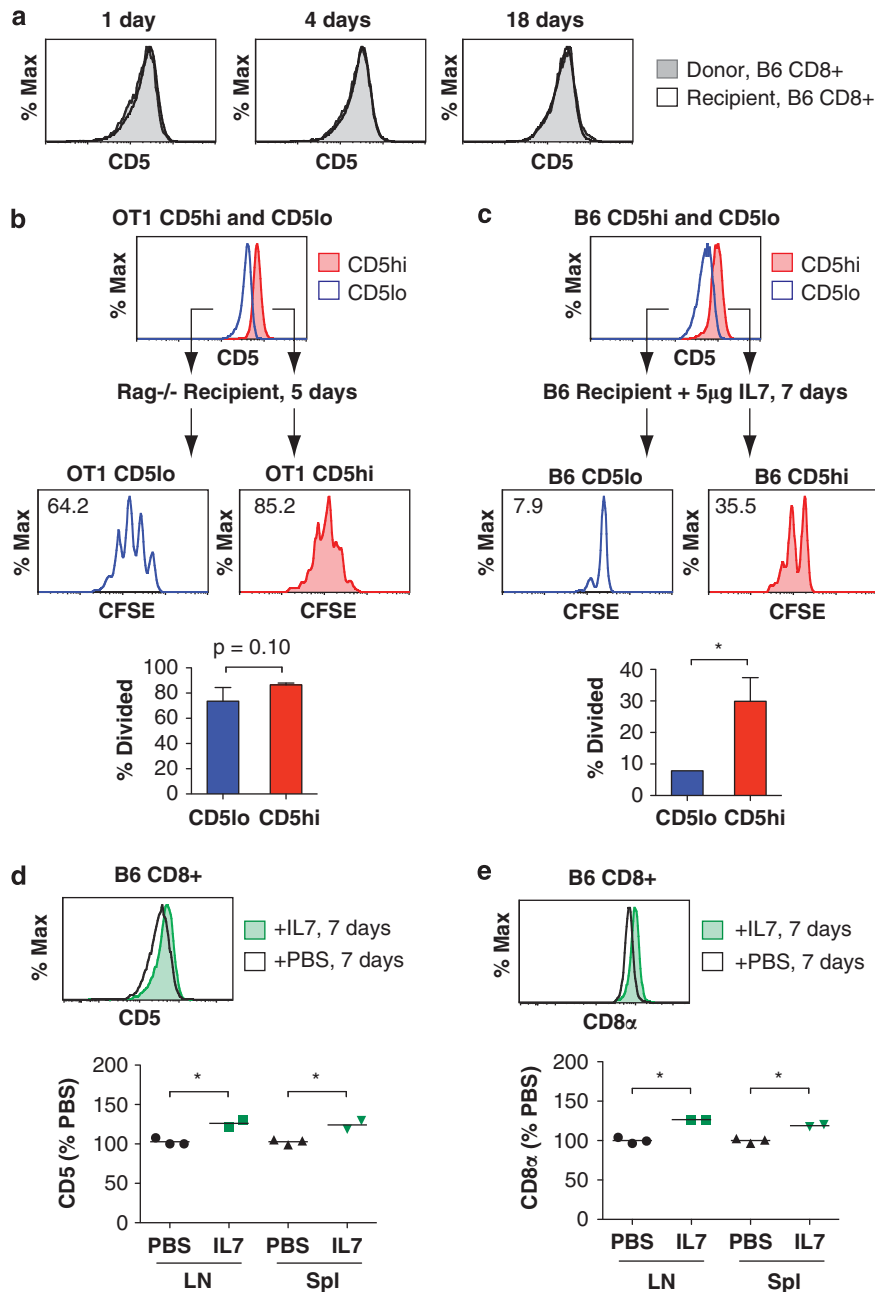 a
1 day
4 days
18 days
% Max
CD5
CD5
CD5
Donor, B6 CD8+
Recipient, B6 CD8+
b
OT1 CD5hi and CD5lo
% Max
CD5
CD5hi
CD5lo
Rag-/- Recipient, 5 days
OT1 CD5lo
OT1 CD5hi
% Max
64.2
85.2
CFSE
CFSE
p = 0.10
% Divided
100
80
60
40
20
0
CD5lo CD5hi
c
B6 CD5hi and CD5lo
% Max
CD5
CD5hi
CD5lo
B6 Recipient + 5µg IL7, 7 days
B6 CD5lo
B6 CD5hi
% Max
7.9
35.5
CFSE
CFSE
*
% Divided
40
30
20
10
0
CD5lo CD5hi
d
B6 CD8+
% Max
CD5
+IL7, 7 days
+PBS, 7 days
CD5 (% PBS)
200
150
100
50
0
* *
PBS IL7 PBS IL7
LN Spl
e
B6 CD8+
% Max
CD8α
+IL7, 7 days
+PBS, 7 days
CD8α (% PBS)
200
150
100
50
0
* *
PBS IL7 PBS IL7
LN Spl